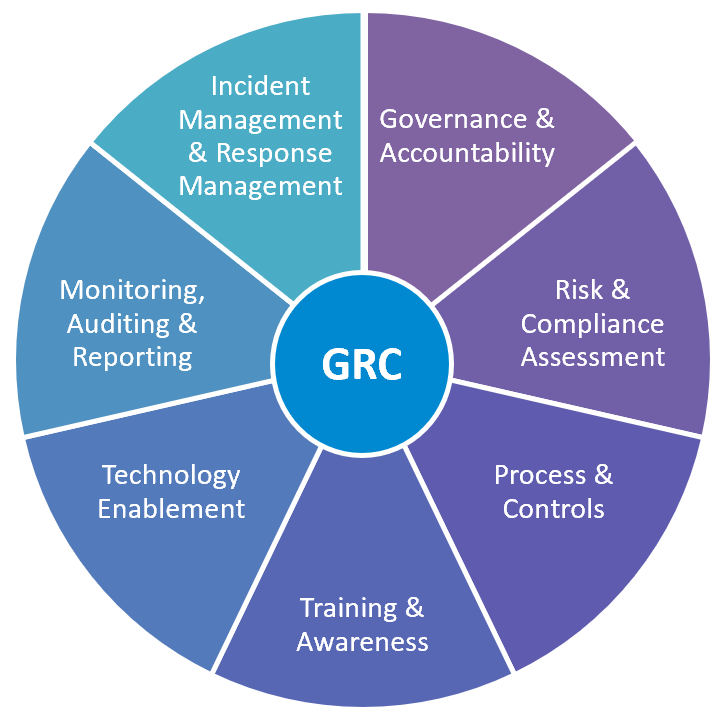 Incident
Management
& Response
Management
Governance &
Accountability
Risk &
Compliance
Assessment
Process &
Controls
Training &
Awareness
Technology
Enablement
Monitoring,
Auditing &
Reporting
GRC